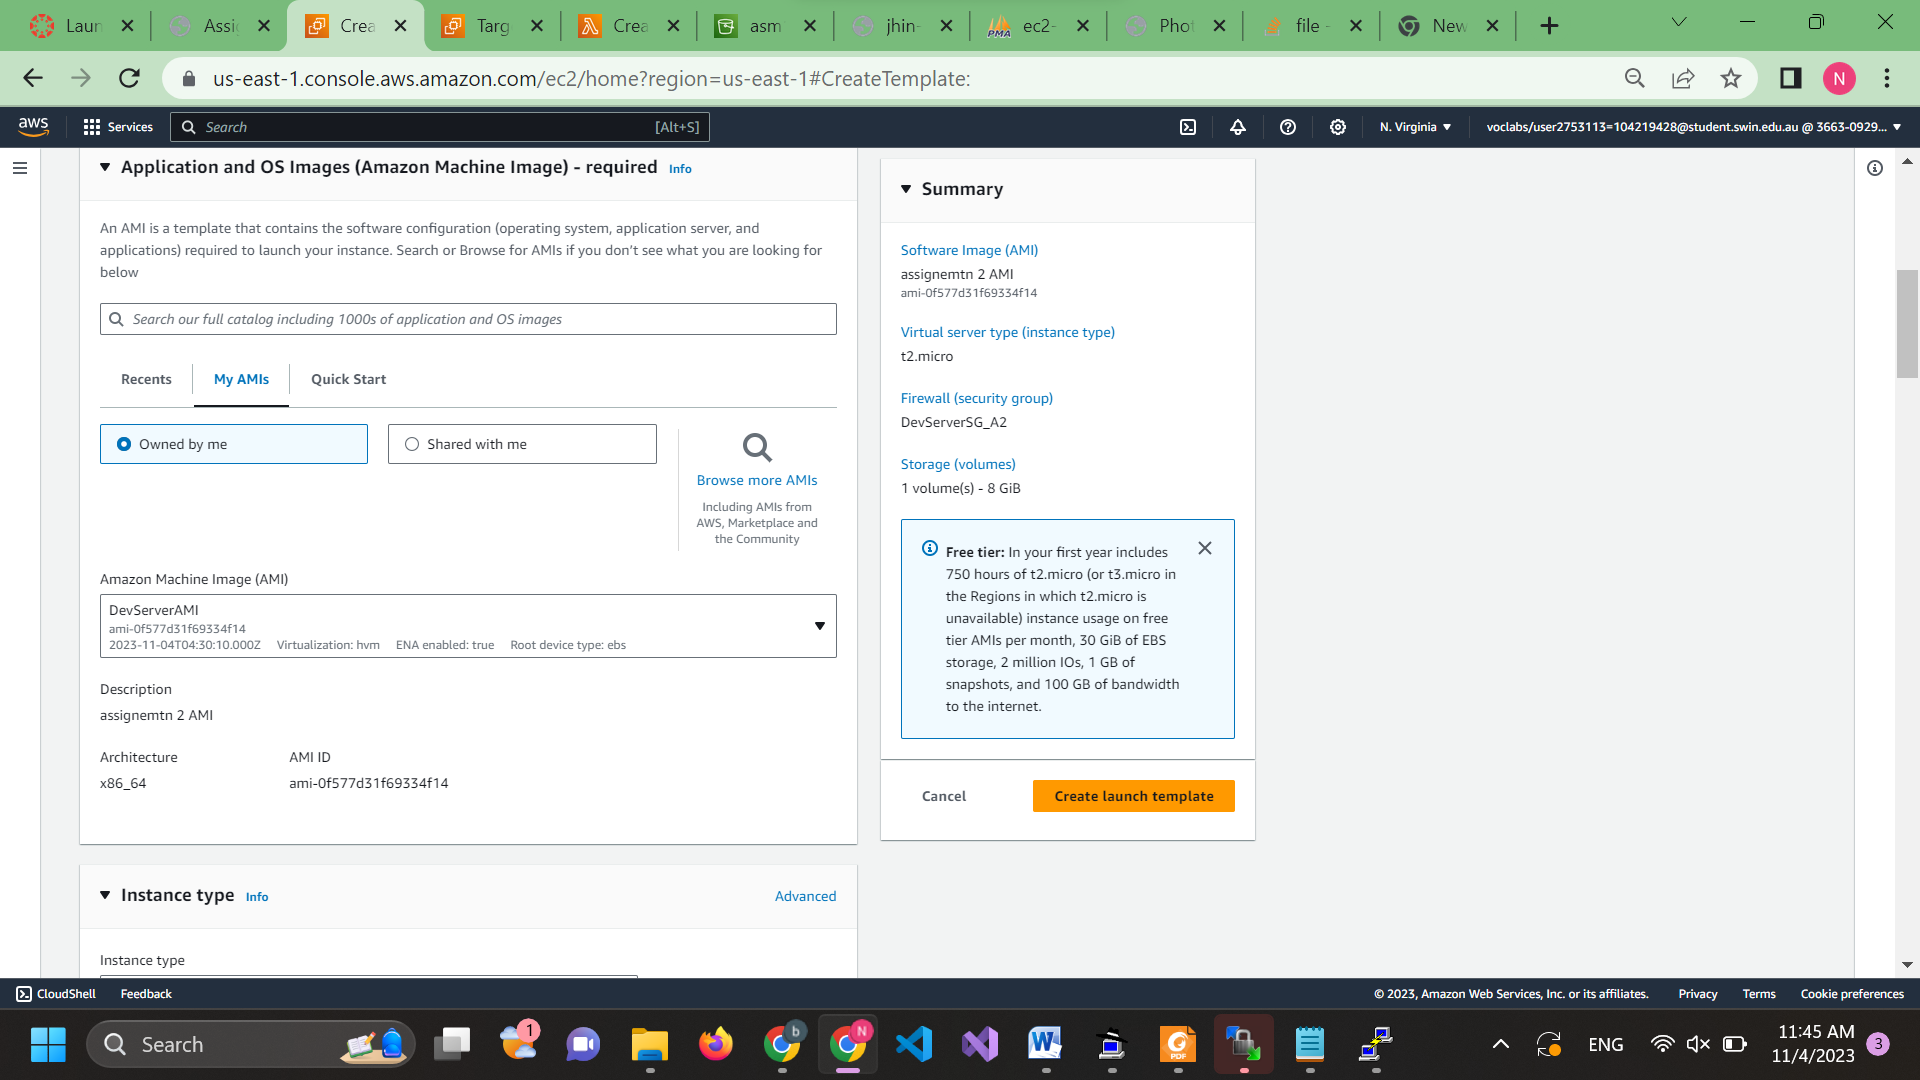 Laun
Assig
Crea
Targ
Crea
asm
jhin-
PMA
ec2-
Phot
file -
New
us-east-1.console.aws.amazon.com/ec2/home?region=us-east-1#CreateTemplate:
N
aws
Services
Search
[Alt+S]
N. Virginia
voclabs/user2753113=104219428@student.swin.edu.au @ 3663-0929...
Application and OS Images (Amazon Machine Image) - required
Info
An AMI is a template that contains the software configuration (operating system, application server, and
applications) required to launch your instance. Search or Browse for AMIs if you don't see what you are looking for
below
Search our full catalog including 1000s of application and OS images
Recents
My AMIs
Quick Start
Owned by me
Shared with me
Browse more AMIs
Including AMIs from
AWS, Marketplace and
the Community
Amazon Machine Image (AMI)
DevServerAMI
ami-0f577d31f69334f14
2023-11-04T04:30:10.000Z Virtualization: hvm ENA enabled: true Root device type: ebs
Description
assignemtn 2 AMI
Architecture
AMI ID
x86_64
ami-0f577d31f69334f14
Instance type
Info
Advanced
Instance type
Summary
Software Image (AMI)
assignemtn 2 AMI
ami-0f577d31f69334f14
Virtual server type (instance type)
t2.micro
Firewall (security group)
DevServerSG_A2
Storage (volumes)
1 volume(s) - 8 GiB
Free tier: In your first year includes
750 hours of t2.micro (or t3.micro in
the Regions in which t2.micro is
unavailable) instance usage on free
tier AMIs per month, 30 GiB of EBS
storage, 2 million IOs, 1 GB of
snapshots, and 100 GB of bandwidth
to the internet.
Cancel
Create launch template
CloudShell
Feedback
© 2023, Amazon Web Services, Inc. or its affiliates.
Privacy
Terms
Cookie preferences
Search
1
b
N
W
PDF
ENG
11:45 AM
11/4/2023
3